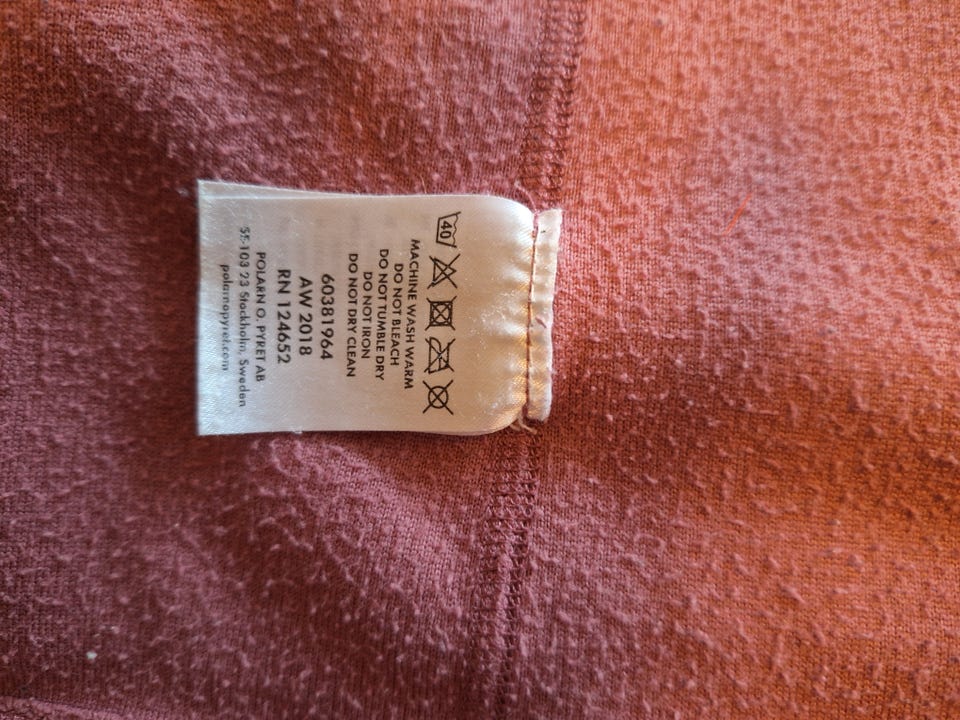 40
MACHINE WASH WARM
DO NOT BLEACH
DO NOT TUMBLE DRY
DO NOT IRON
DO NOT DRY CLEAN
60381964
AW 2018
RN 124652
POLARN O. PYRET AB
SE-103 23 Stockholm, Sweden
polarnopyret.com